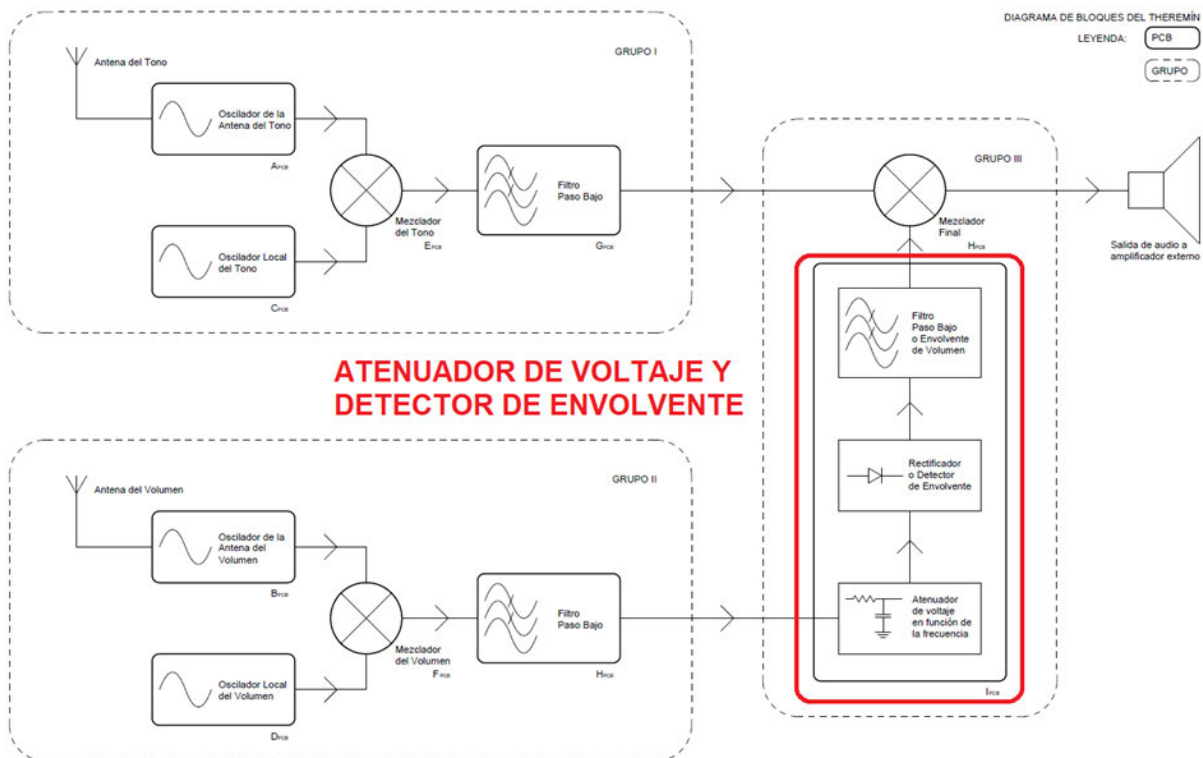 DIAGRAMA DE BLOQUES DEL THEREMÍN
LEYENDA:
PCB
GRUPO
GRUPO I
Antena del Tono
Oscilador de la
Antena del Tono
APCB
Oscilador Local
del Tono
CPCB
Mezclador
del Tono
EPCB
Filtro
Paso Bajo
GPCB
GRUPO III
Mezclador
Final
HPCB
Salida de audio a
amplificador externo
Filtro
Paso Bajo
o Envolvente
de Volumen
Rectificador
o Detector
de Envolvente
Atenuador
de voltaje
en función de
la frecuencia
IPCB
ATENUADOR DE VOLTAJE Y
DETECTOR DE ENVOLVENTE
GRUPO II
Antena del Volumen
Oscilador de la
Antena del
Volumen
BPCB
Oscilador Local
del Volumen
DPCB
Mezclador
del Volumen
FPCB
Filtro
Paso Bajo
HPCB